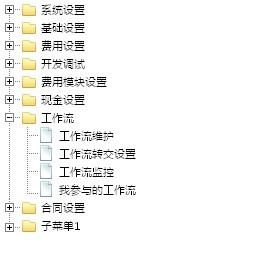 系统设置
基础设置
费用设置
开发调试
费用模块设置
现金设置
工作流
工作流维护
工作流转交设置
工作流监控
我参与的工作流
合同设置
子菜单1